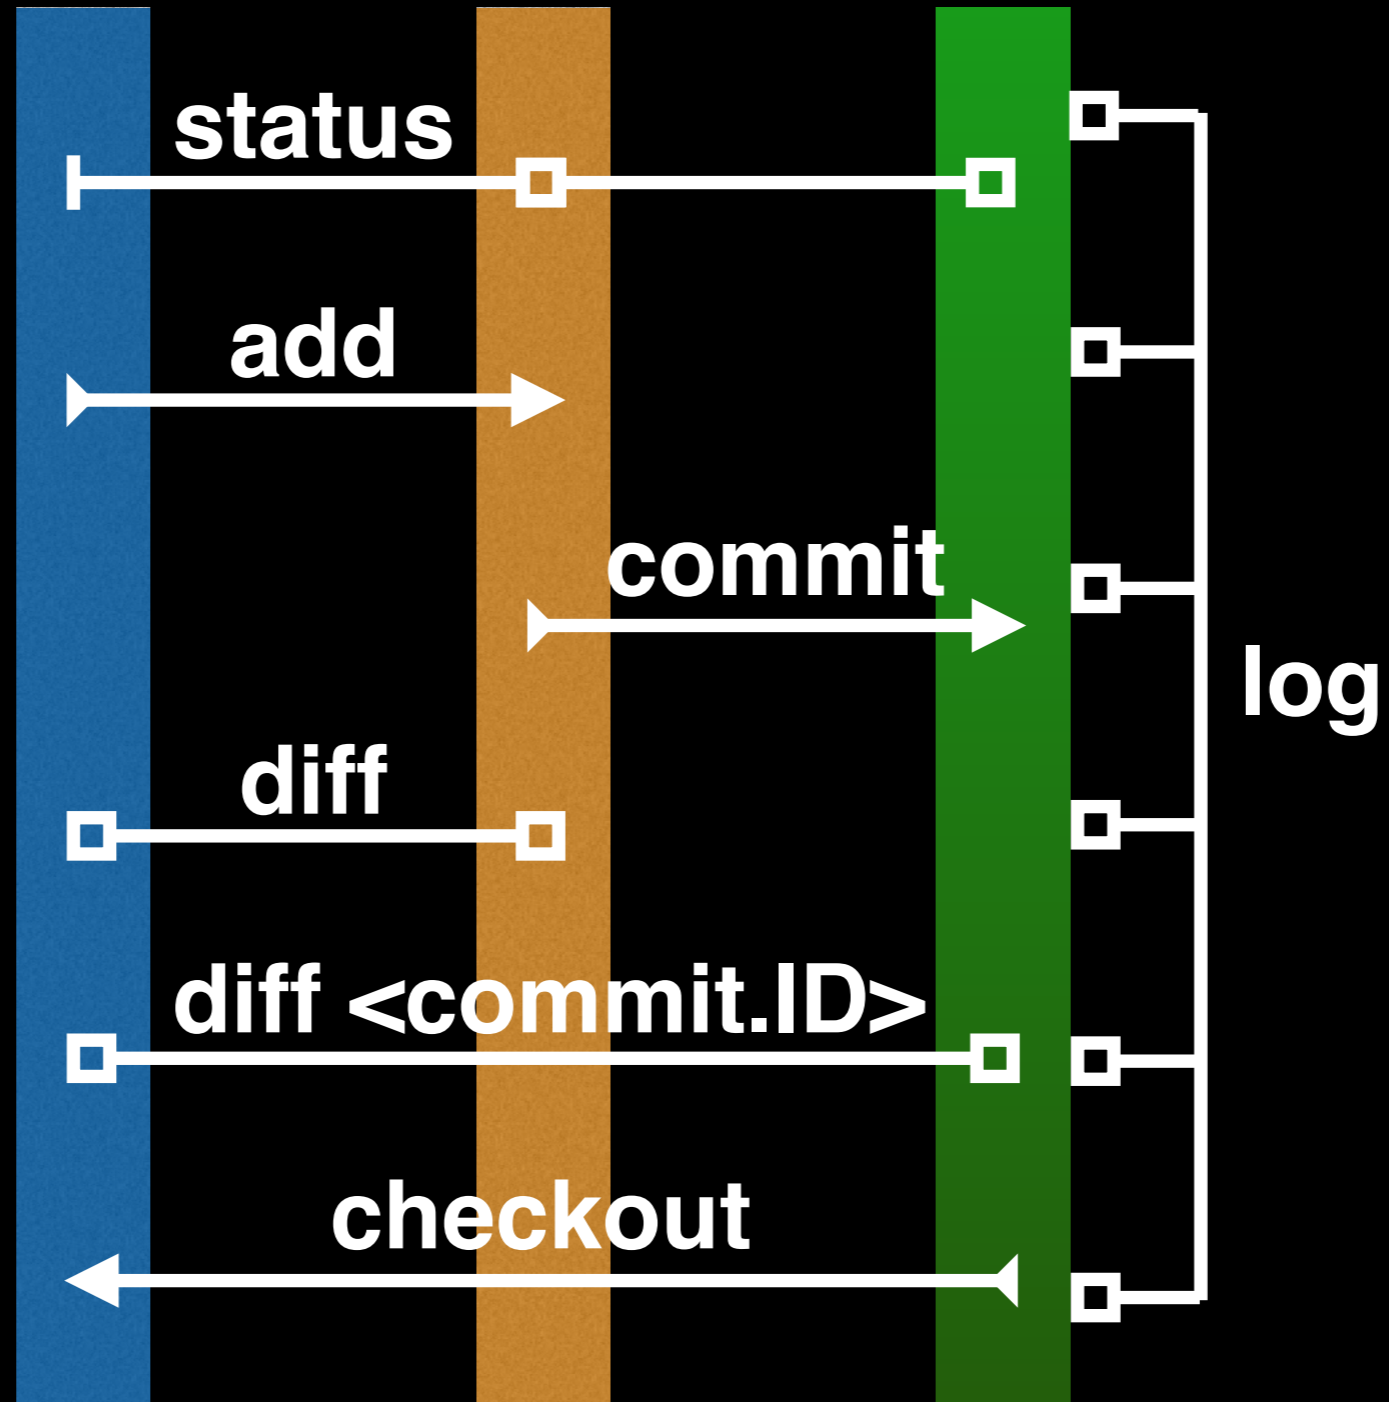 status
add
commit
log
diff
diff <commit.ID>
checkout